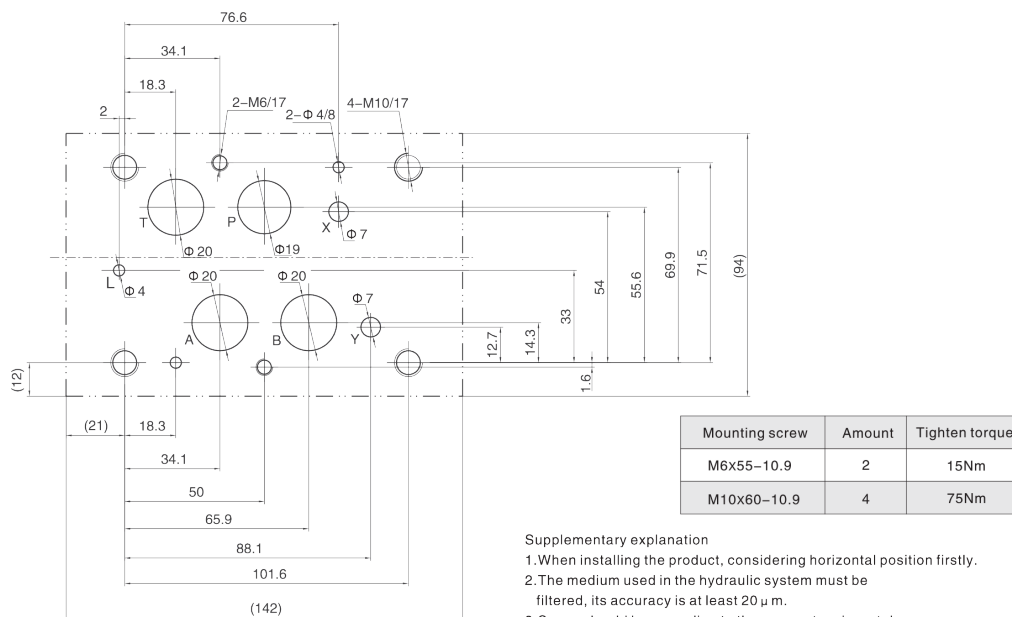 76.6
34.1
18.3
2
2-M6/17
2-Φ 4/8
4-M10/17
T
P
X
Φ 7
Φ 20
Φ19
L
Φ 4
Φ 20
Φ 20
Φ 7
A
B
Y
12.7
14.3
33
1.6
54
55.6
69.9
71.5
(94)
(12)
(21)
18.3
34.1
50
65.9
88.1
101.6
(142)
Mounting screw Amount Tighten torque
M6X55-10.9 2 15Nm
M10X60-10.9 4 75Nm
Supplementary explanation
1.When installing the product, considering horizontal position firstly.
2.The medium used in the hydraulic system must be
filtered, its accuracy is at least 20 μ m.